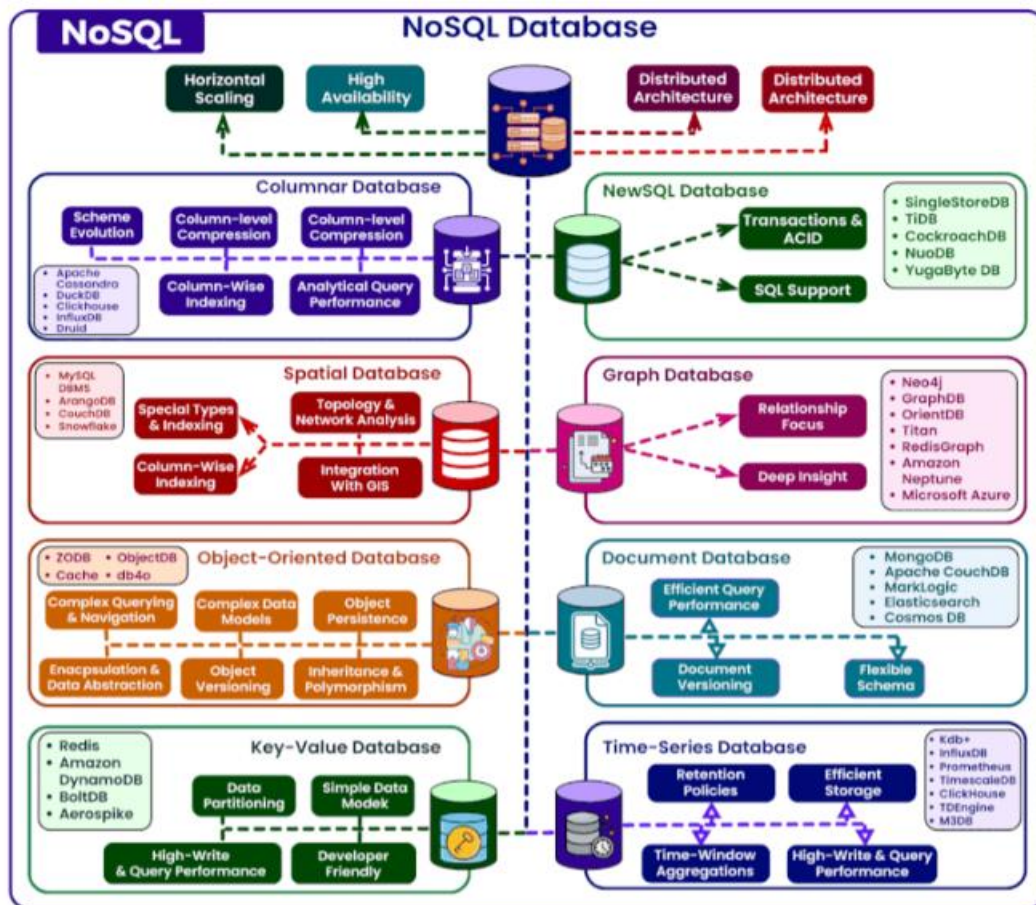 NoSQL
NoSQL Database
Horizontal
Scaling
High
Availability
Distributed
Architecture
Distributed
Architecture
Columnar Database
Scheme
Evolution
Column-level
Compression
Column-level
Compression
• Apache
Cassandra
• DuckDB
• Clickhouse
• InfluxDB
• Druid
Column-Wise
Indexing
Analytical Query
Performance
NewSQL Database
Transactions &
ACID
SQL Support
• SingleStoreDB
• TiDB
• CockroachDB
• NuoDB
• YugaByte DB
Spatial Database
• MySQL
DBMS
• ArangoDB
• CouchDB
• Snowflake
Special Types
& Indexing
Topology &
Network Analysis
Column-Wise
Indexing
Integration
With GIS
Graph Database
Relationship
Focus
Deep Insight
• Neo4j
• GraphDB
• OrientDB
• Titan
• RedisGraph
• Amazon
Neptune
• Microsoft Azure
Object-Oriented Database
• ZODB • ObjectDB
• Cache • db4o
Complex Querying
& Navigation
Complex Data
Models
Object
Persistence
Enacpsulation &
Data Abstraction
Object
Versioning
Inheritance &
Polymorphism
Document Database
Efficient Query
Performance
Document
Versioning
Flexible
Schema
• MongoDB
• Apache CouchDB
• MarkLogic
• Elasticsearch
• Cosmos DB
Key-Value Database
• Redis
• Amazon
DynamoDB
• BoltDB
• Aerospike
Data
Partitioning
Simple Data
Modek
High-Write
& Query Performance
Developer
Friendly
Time-Series Database
Retention
Policies
Efficient
Storage
Time-Window
Aggregations
High-Write & Query
Performance
• Kdb+
• InfluxDB
• Prometheus
• TimescaleDB
• ClickHouse
• TDEngine
• M3DB